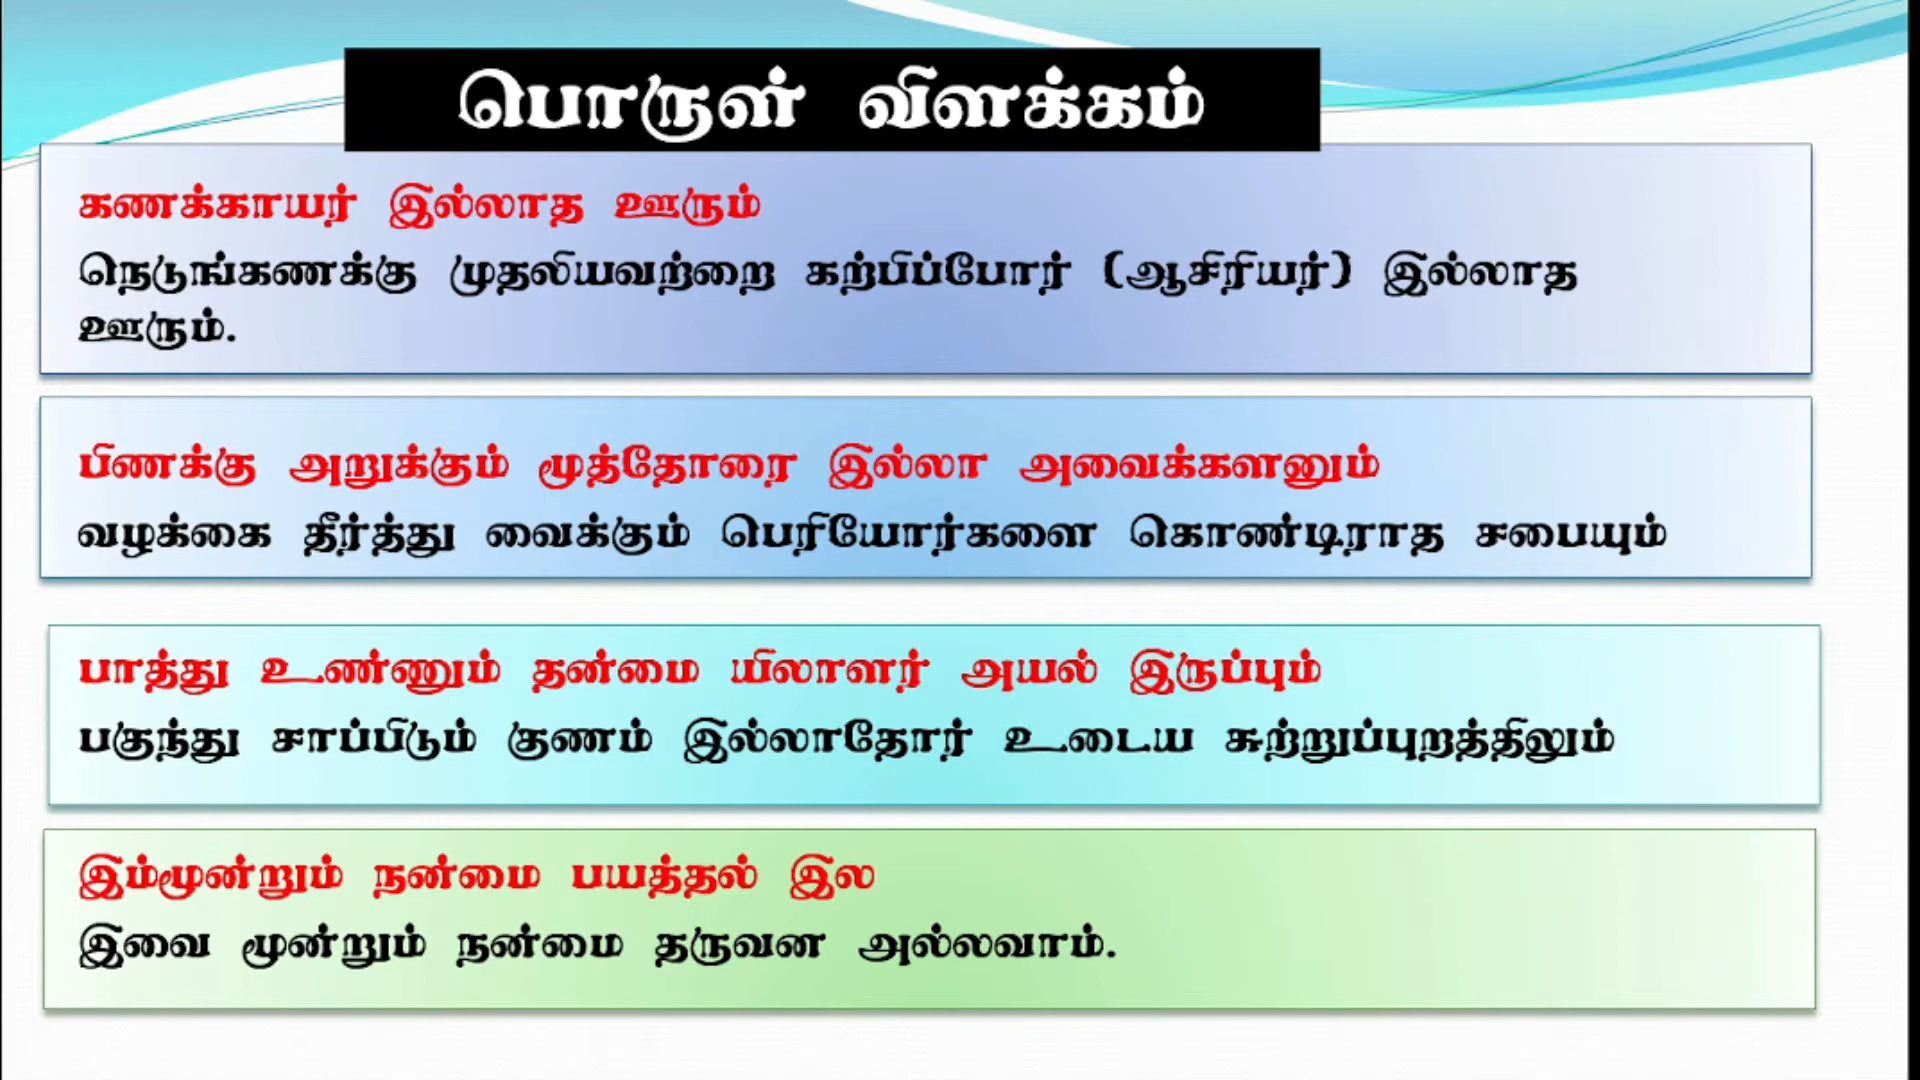 பொருள் விளக்கம்
கணக்காயர் இல்லாத ஊரும்
நெடுங்கணக்கு முதலியவற்றை கற்பிப்போர் (ஆசிரியர்) இல்லாத
ஊரும்.
பிணக்கு அறுக்கும் மூத்தோரை இல்லா அவைக்களனும்
வழக்கை தீர்த்து வைக்கும் பெரியோர்களை கொண்டிராத சபையும்
பாத்து உண்ணும் தன்மை யிலாளர் அயல் இருப்பும்
பகுந்து சாப்பிடும் குணம் இல்லாதோர் உடைய சுற்றுப்புறத்திலும்
இம்மூன்றும் நன்மை பயத்தல் இல
இவை மூன்றும் நன்மை தருவன அல்லவாம்.